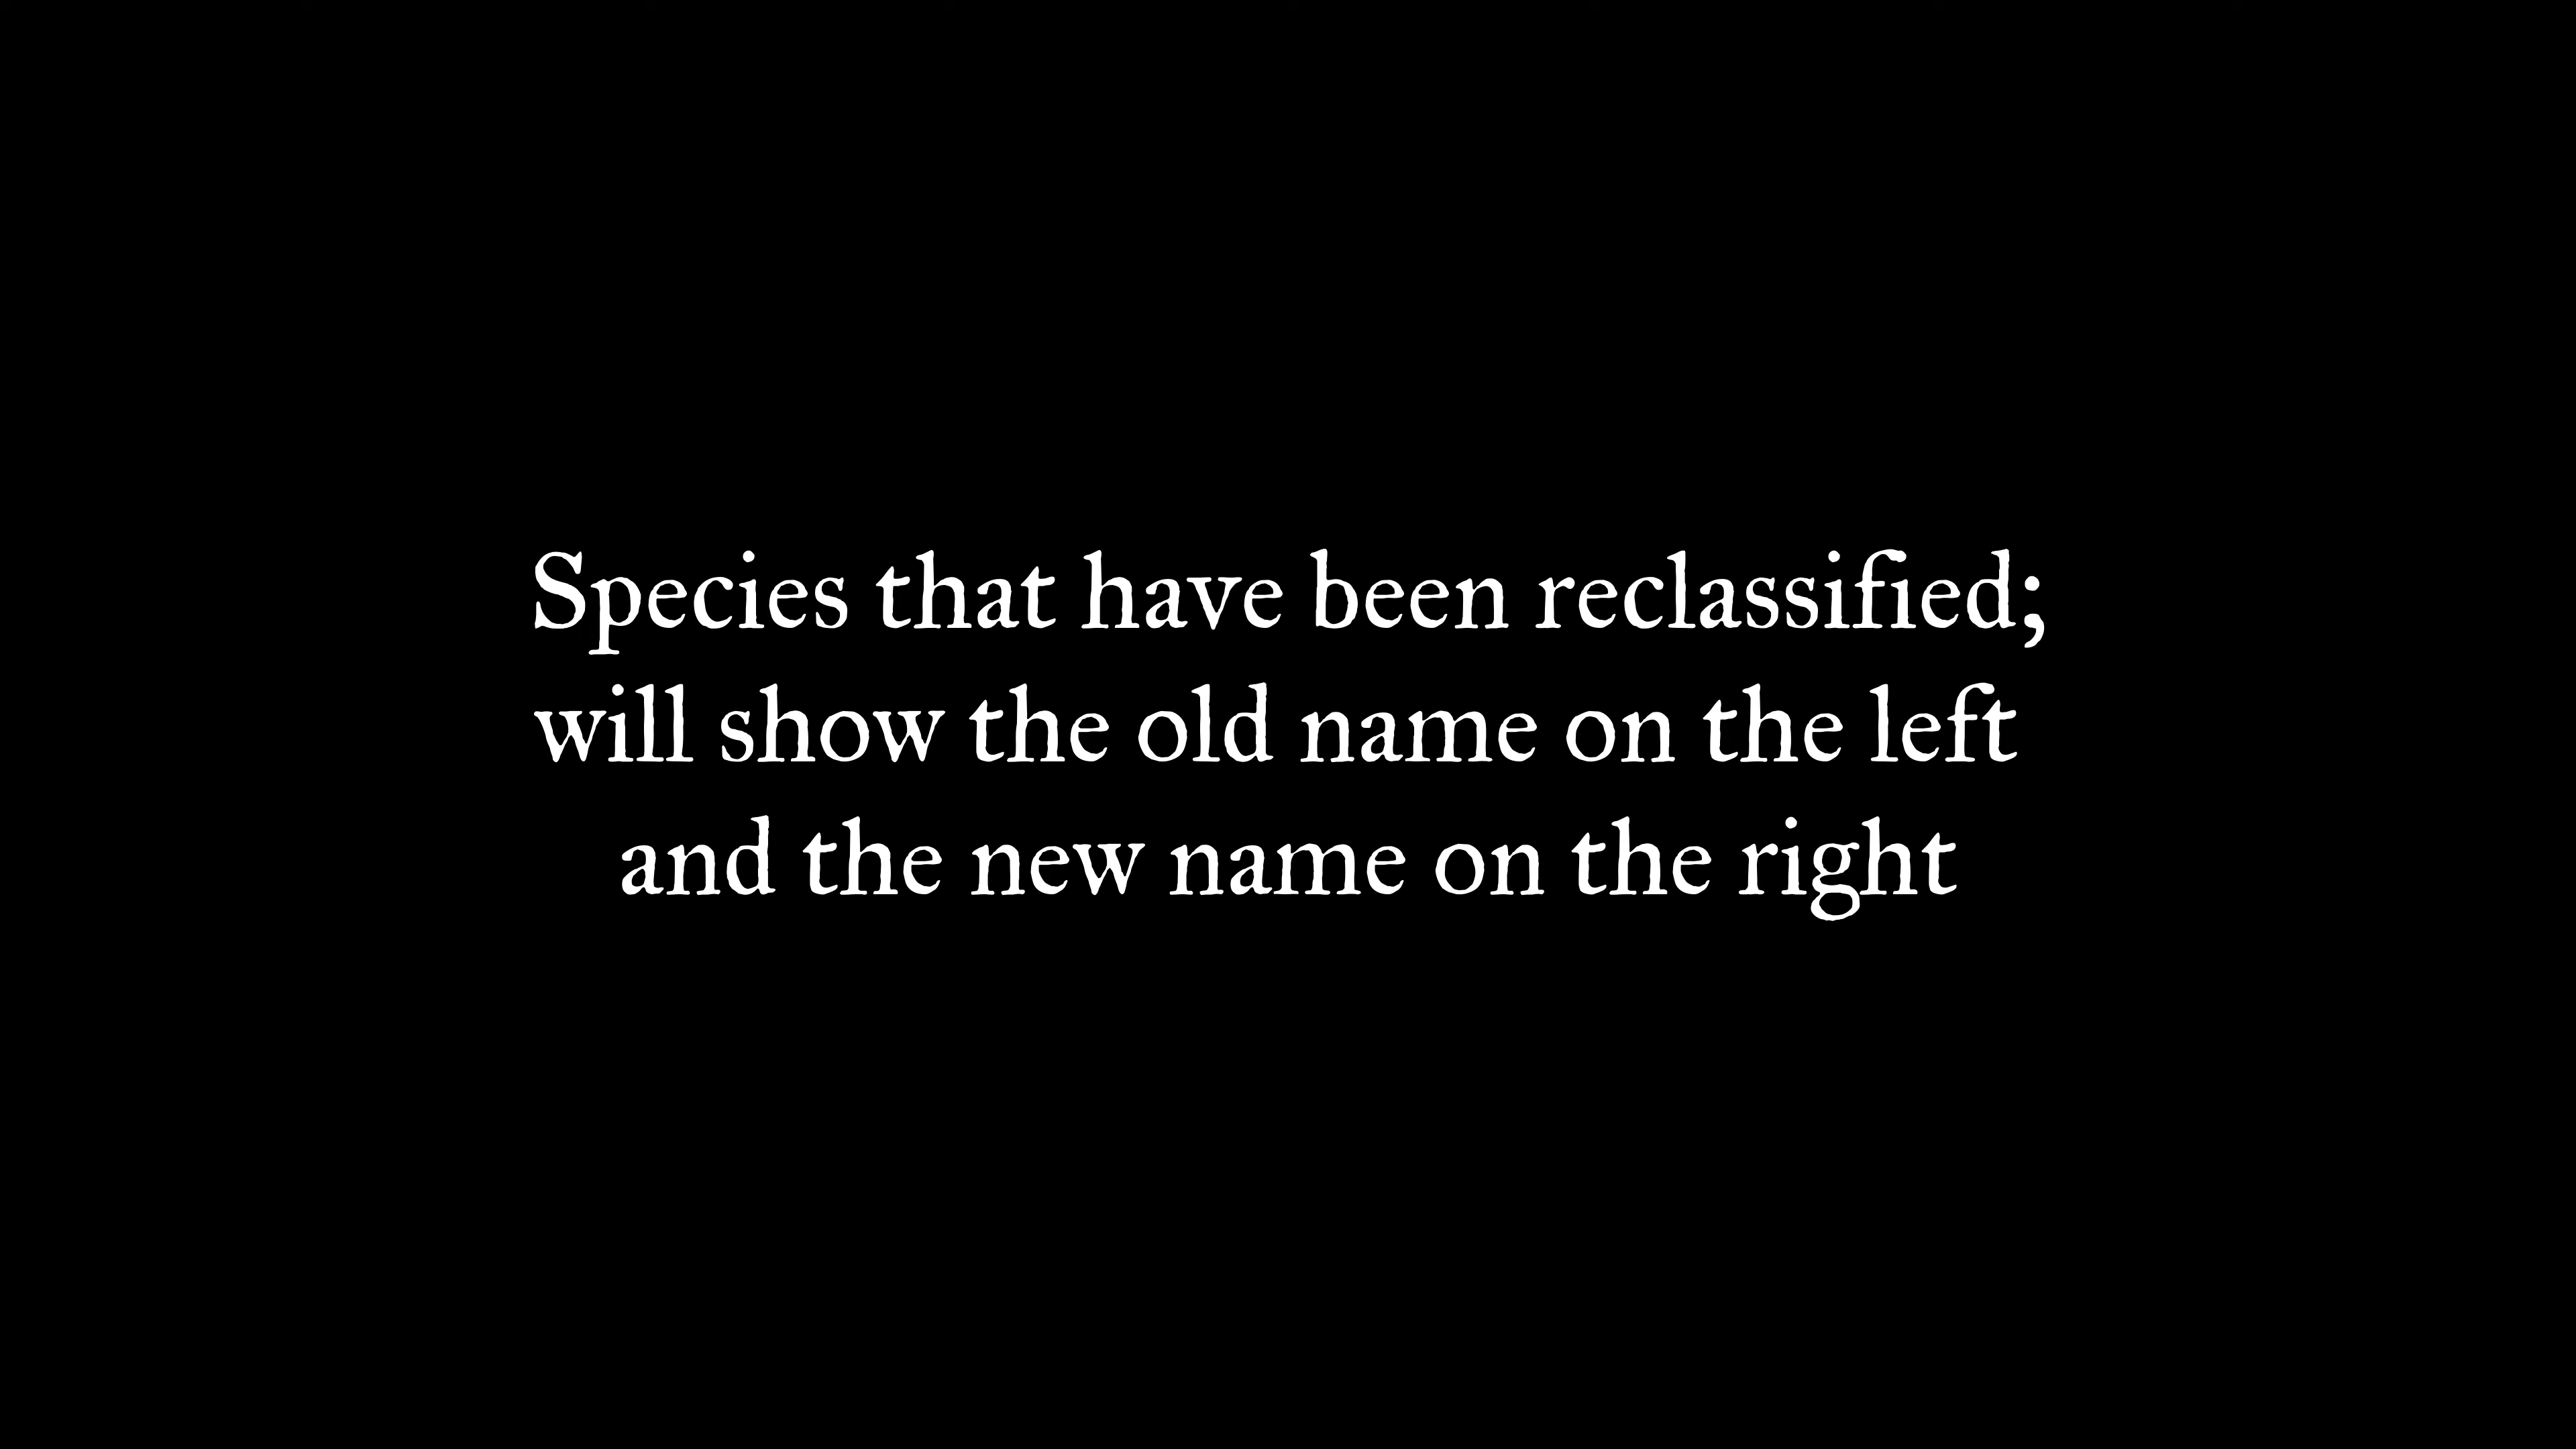 Species that have been reclassified;
will show the old name on the left
and the new name on the right